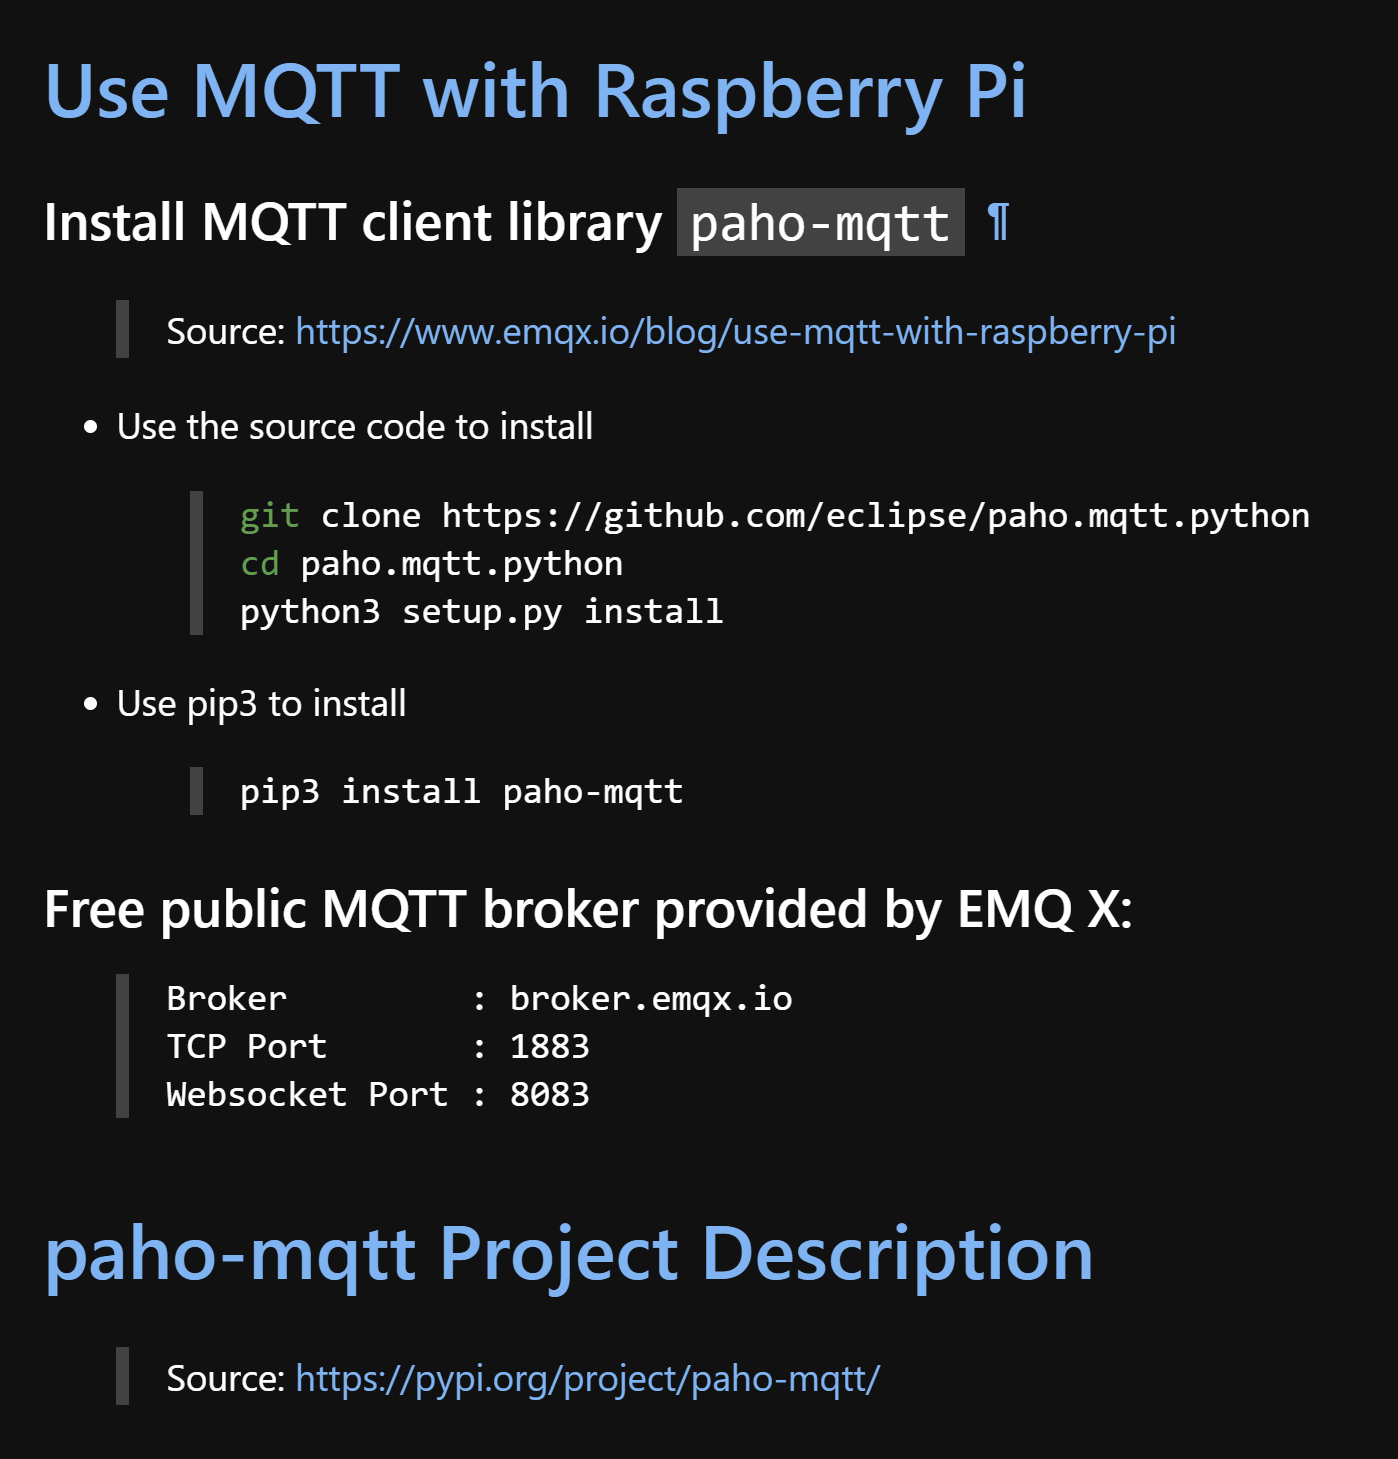 Use MQTT with Raspberry Pi
Install MQTT client library paho-mqtt ¶
Source: https://www.emqx.io/blog/use-mqtt-with-raspberry-pi
• Use the source code to install
git clone https://github.com/eclipse/paho.mqtt.python
cd paho.mqtt.python
python3 setup.py install
• Use pip3 to install
pip3 install paho-mqtt
Free public MQTT broker provided by EMQ X:
Broker         : broker.emqx.io
TCP Port       : 1883
Websocket Port : 8083
paho-mqtt Project Description
Source: https://pypi.org/project/paho-mqtt/